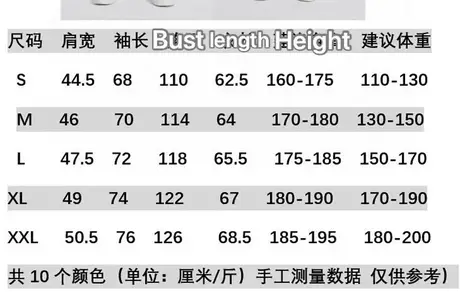 尺码 肩宽 袖长 Bust length Height 建议体重
S 44.5 68 110 62.5 160-175 110-130
M 46 70 114 64 170-180 130-150
L 47.5 72 118 65.5 175-185 150-170
XL 49 74 122 67 180-190 170-190
XXL 50.5 76 126 68.5 185-195 180-200
共 10 个颜色（单位：厘米/斤）手工测量数据 仅供参考）